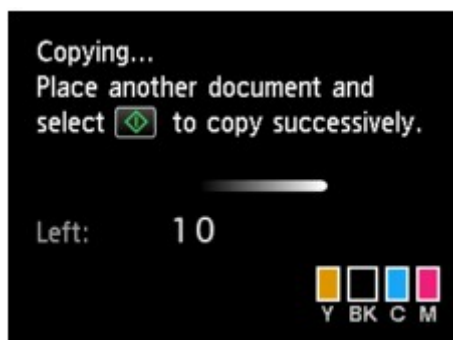 Copying...
Place another document and
select to copy successively.
Left: 10
Y BK C M